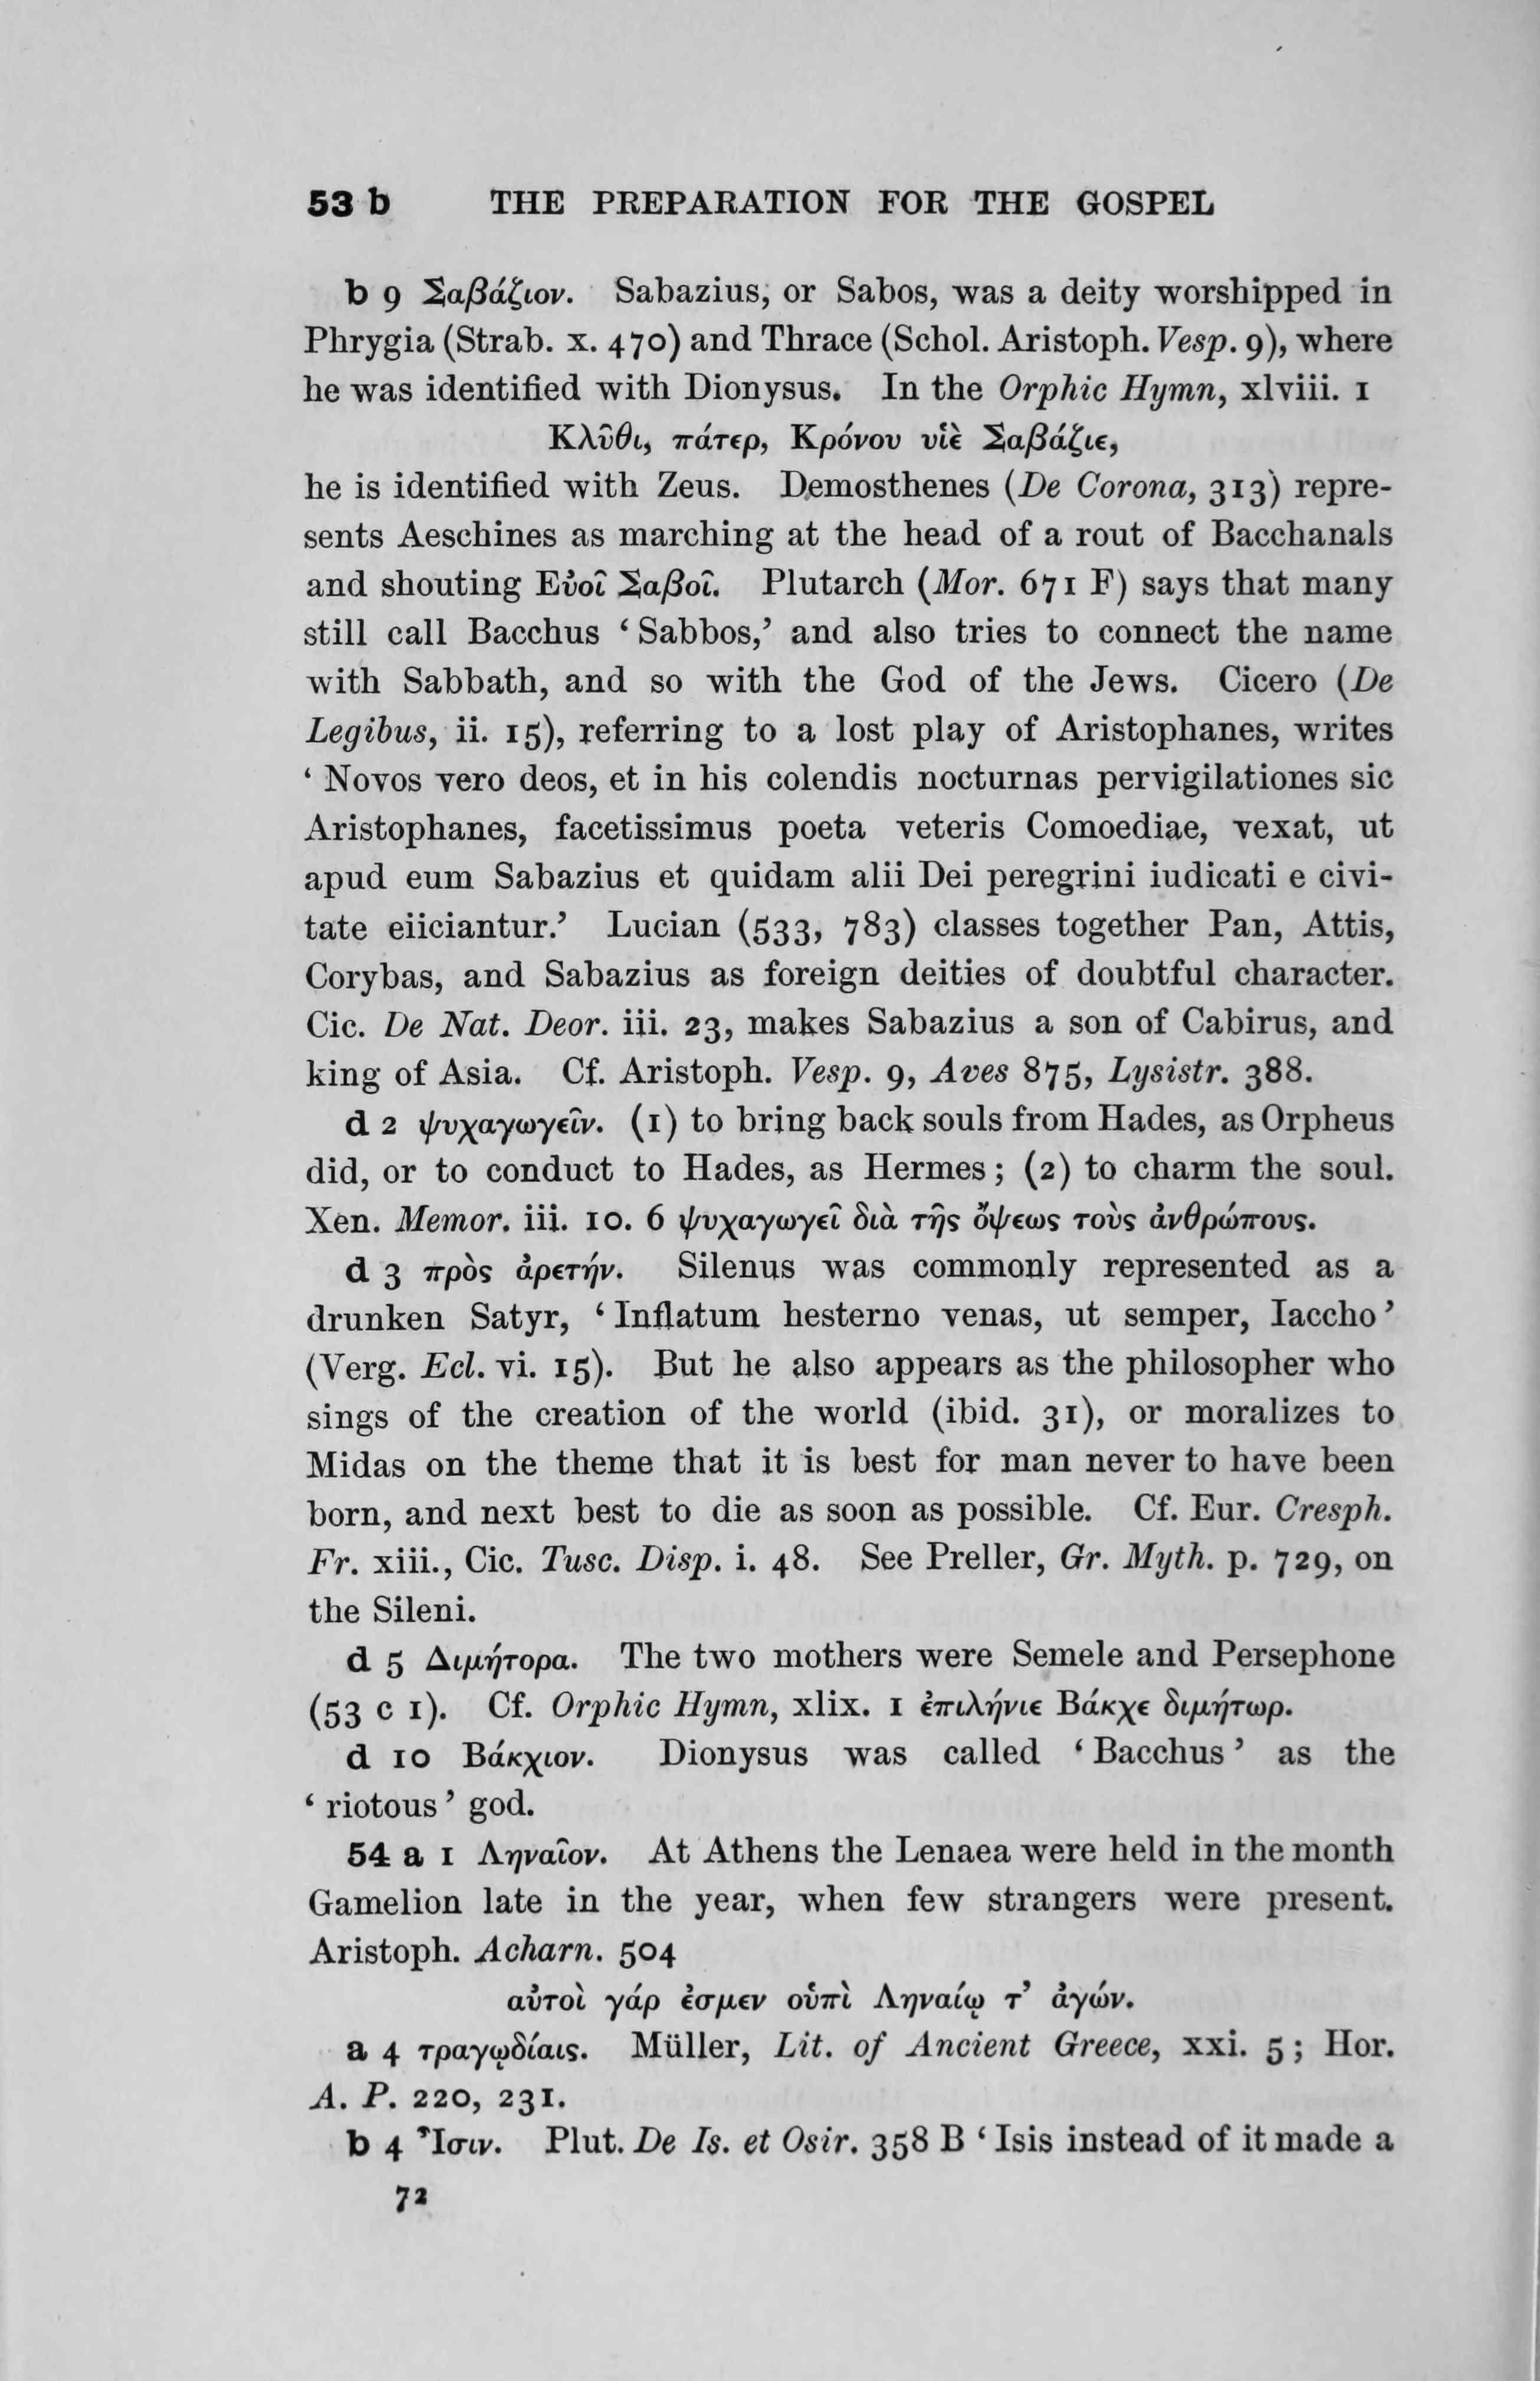 53 b THE PREPARATION FOR THE GOSPEL
b 9 Σαβάζιον. Sabazius, or Sabos, was a deity worshipped in
Phrygia (Strab. x. 470) and Thrace (Schol. Aristoph. Vesp. 9), where
he was identified with Dionysus. In the Orphic Hymn, xlviii. 1
Κλῦθι, πάτερ, Κρόνου υἱὲ Σαβάζιε,
he is identified with Zeus. Demosthenes (De Corona, 313) repre-
sents Aeschines as marching at the head of a rout of Bacchanals
and shouting Εὐοῖ Σαβοῖ. Plutarch (Mor. 671 F) says that many
still call Bacchus ‘ Sabbos,’ and also tries to connect the name
with Sabbath, and so with the God of the Jews. Cicero (De
Legibus, ii. 15), referring to a lost play of Aristophanes, writes
‘ Novos vero deos, et in his colendis nocturnas pervigilationes sic
Aristophanes, facetissimus poeta veteris Comoediae, vexat, ut
apud eum Sabazius et quidam alii Dei peregrini iudicati e civi-
tate eiiciantur.’ Lucian (533, 783) classes together Pan, Attis,
Corybas, and Sabazius as foreign deities of doubtful character.
Cic. De Nat. Deor. iii. 23, makes Sabazius a son of Cabirus, and
king of Asia. Cf. Aristoph. Vesp. 9, Aves 875, Lysistr. 388.
d 2 ψυχαγωγεῖν. (1) to bring back souls from Hades, as Orpheus
did, or to conduct to Hades, as Hermes ; (2) to charm the soul.
Xen. Memor. iii. 10. 6 ψυχαγωγεῖ διὰ τῆς ὄψεως τοὺς ἀνθρώπους.
d 3 πρὸς ἀρετήν. Silenus was commonly represented as a
drunken Satyr, ‘ Inflatum hesterno venas, ut semper, Iaccho ’
(Verg. Ecl. vi. 15). But he also appears as the philosopher who
sings of the creation of the world (ibid. 31), or moralizes to
Midas on the theme that it is best for man never to have been
born, and next best to die as soon as possible. Cf. Eur. Cresph.
Fr. xiii., Cic. Tusc. Disp. i. 48. See Preller, Gr. Myth. p. 729, on
the Sileni.
d 5 Διμήτορα. The two mothers were Semele and Persephone
(53 c 1). Cf. Orphic Hymn, xlix. 1 ἐπιλήνιε Βάκχε διμήτωρ.
d 10 Βάκχιον. Dionysus was called ‘ Bacchus ’ as the
‘ riotous ’ god.
54 a 1 Ληναῖον. At Athens the Lenaea were held in the month
Gamelion late in the year, when few strangers were present.
Aristoph. Acharn. 504
αὐτοὶ γάρ ἐσμεν οὑπὶ Ληναίῳ τ’ ἀγών.
a 4 τραγῳδίαις. Müller, Lit. of Ancient Greece, xxi. 5 ; Hor.
A. P. 220, 231.
b 4 Ἶσιν. Plut. De Is. et Osir. 358 B ‘ Isis instead of it made a
72